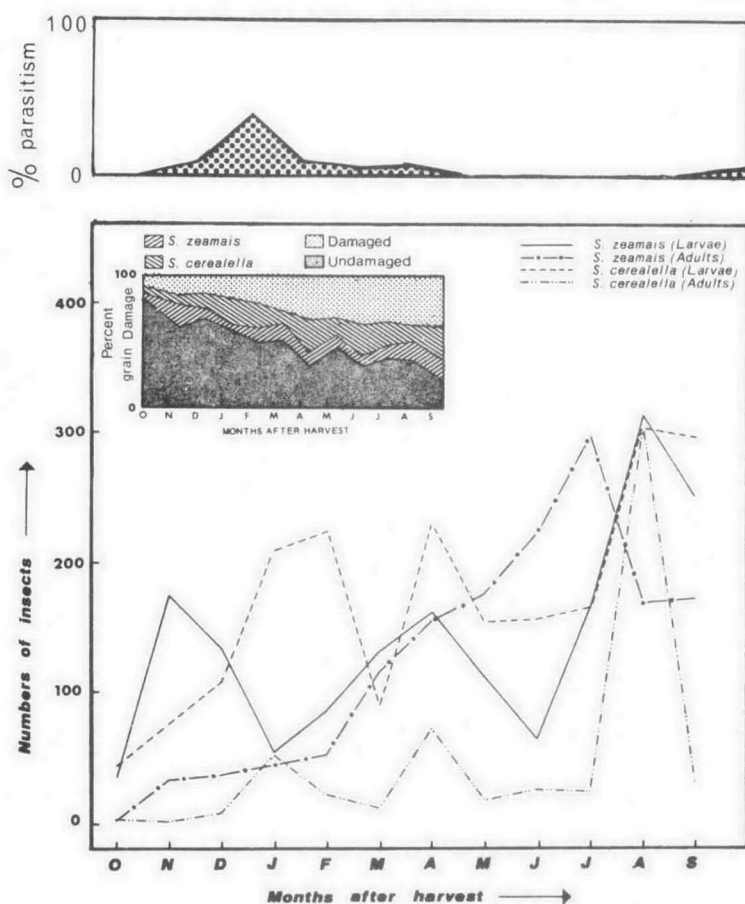 100
% parasitism
0
0
S. zeamais
Damaged
S. cerealella
Undamaged
S. zeamais (Larvae)
S. zeamais (Adults)
S. cerealella (Larvae)
S. cerealella (Adults)
100
Percent
grain Damage
0
O N D J F M A M J J A S
MONTHS AFTER HARVEST
400
300
200
100
0
Numbers of insects
O N D J F M A M J J A S
Months after harvest